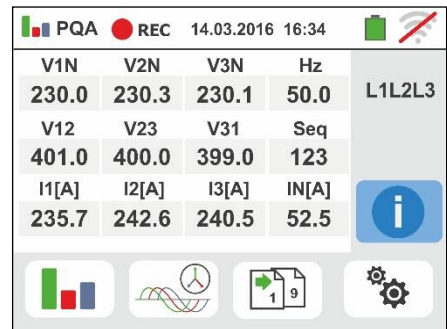 PQA REC 14.03.2016 16:34
V1N V2N V3N Hz
230.0 230.3 230.1 50.0 L1L2L3
V12 V23 V31 Seq
401.0 400.0 399.0 123
I1[A] I2[A] I3[A] IN[A]
235.7 242.6 240.5 52.5
i
1 9